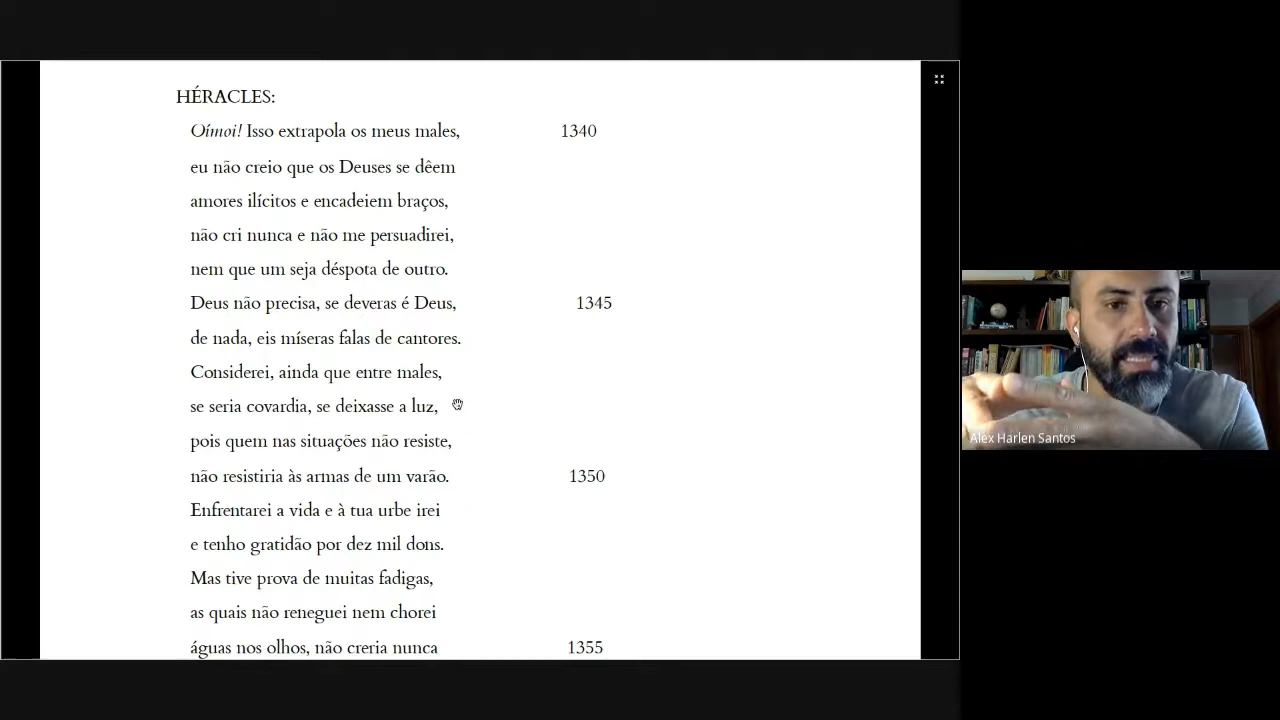 HÉRACLES:
Oímoi! Isso extrapola os meus males, 1340
eu não creio que os Deuses se dêem
amores ilícitos e encadeiem braços,
não cri nunca e não me persuadirei,
nem que um seja déspota de outro.
Deus não precisa, se deveras é Deus, 1345
de nada, eis míseras falas de cantores.
Considerei, ainda que entre males,
se seria covardia, se deixasse a luz,
pois quem nas situações não resiste,
não resistiria às armas de um varão. 1350
Enfrentarei a vida e à tua urbe irei
e tenho gratidão por dez mil dons.
Mas tive prova de muitas fadigas,
as quais não reneguei nem chorei
águas nos olhos, não creria nunca 1355
Alex Harlen Santos